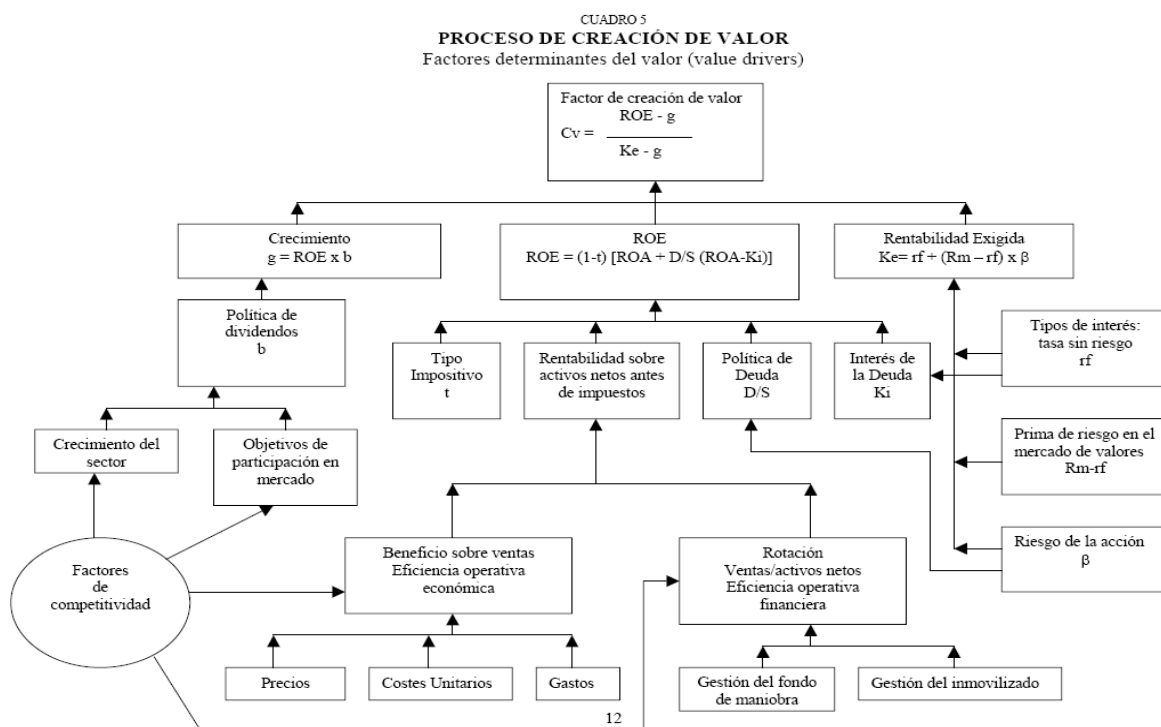 CUADRO 5
PROCESO DE CREACIÓN DE VALOR
Factores determinantes del valor (value drivers)
Factor de creación de valor
ROE - g
Cv =
Ke - g
Crecimiento
g = ROE x b
ROE
ROE = (1-t) [ROA + D/S (ROA-Ki)]
Rentabilidad Exigida
Ke= rf + (Rm – rf) x β
Política de
dividendos
b
Tipo
Impositivo
t
Rentabilidad sobre
activos netos antes
de impuestos
Política de
Deuda
D/S
Interés de
la Deuda
Ki
Tipos de interés:
tasa sin riesgo
rf
Crecimiento del
sector
Objetivos de
participación en
mercado
Prima de riesgo en el
mercado de valores
Rm-rf
Factores
de
competitividad
Beneficio sobre ventas
Eficiencia operativa
económica
Rotación
Ventas/activos netos
Eficiencia operativa
financiera
Riesgo de la acción
β
Precios
Costes Unitarios
Gastos
Gestión del fondo
de maniobra
Gestión del inmovilizado
12